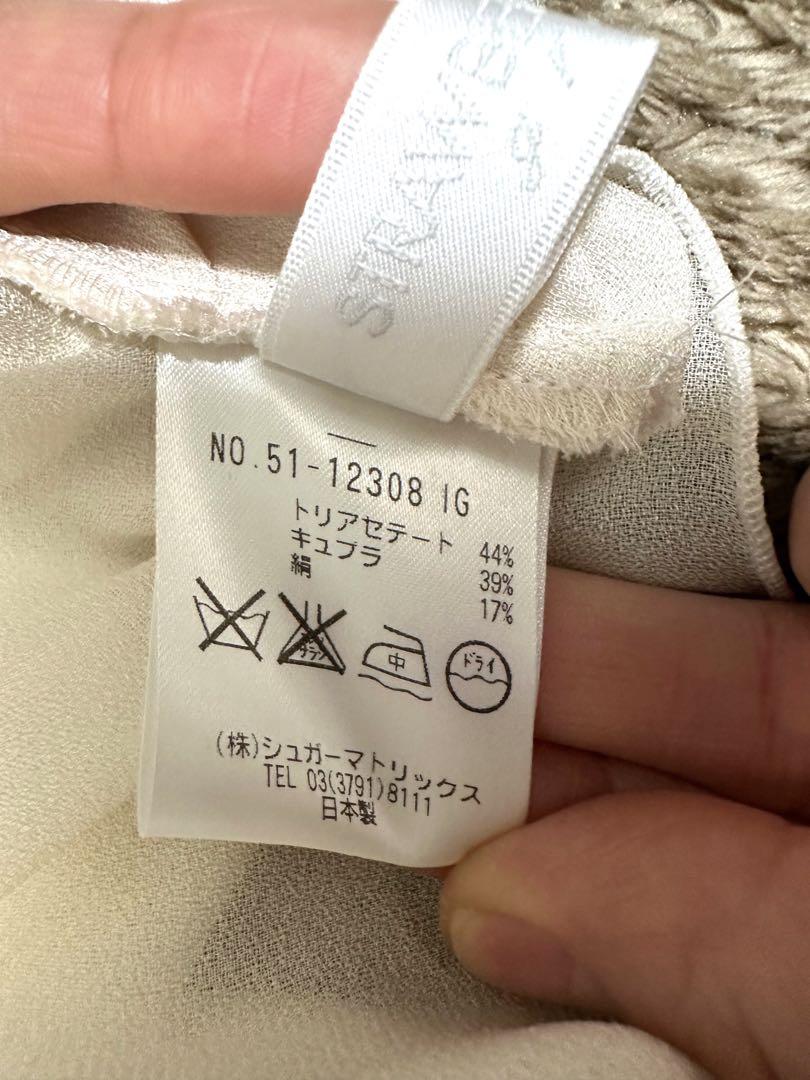 NO.51-12308 IG
トリアセテート 44%
キュプラ 39%
絹 17%
中
ドライ
(株)シュガーマトリックス
TEL 03(3791)8111
日本製